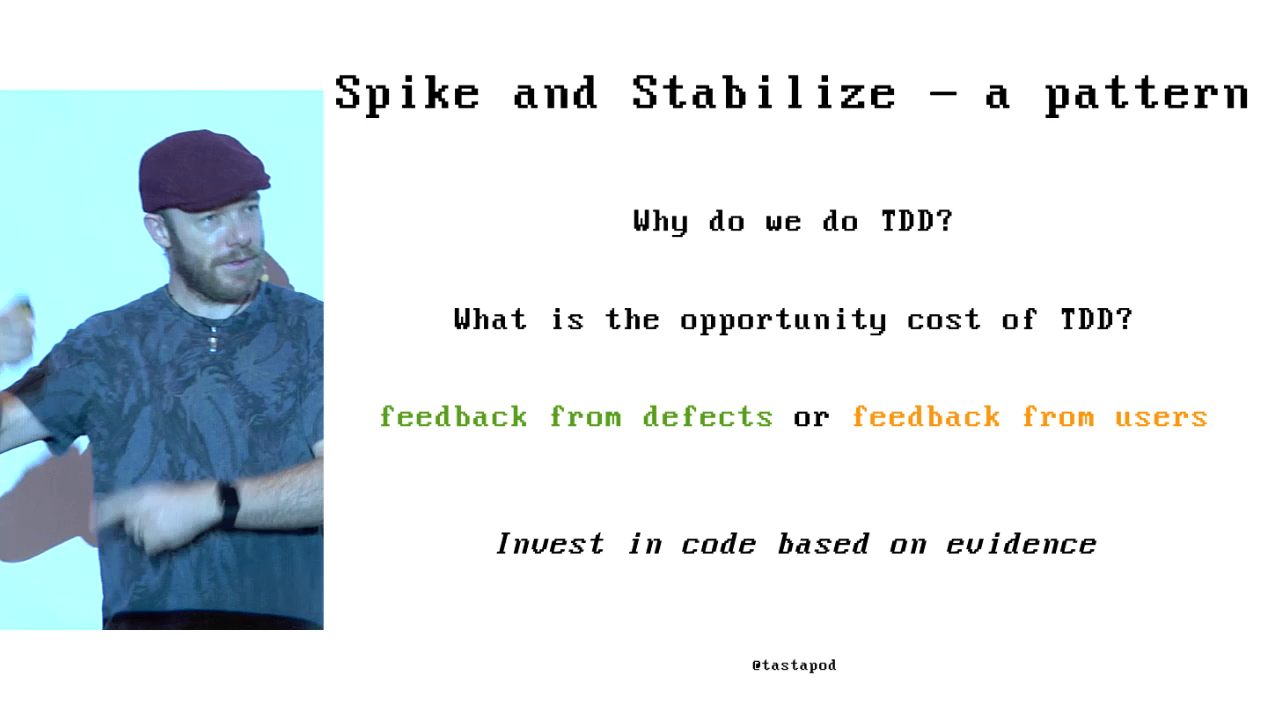 Spike and Stabilize – a pattern
Why do we do TDD?
What is the opportunity cost of TDD?
feedback from defects or feedback from users
Invest in code based on evidence
@tastapod